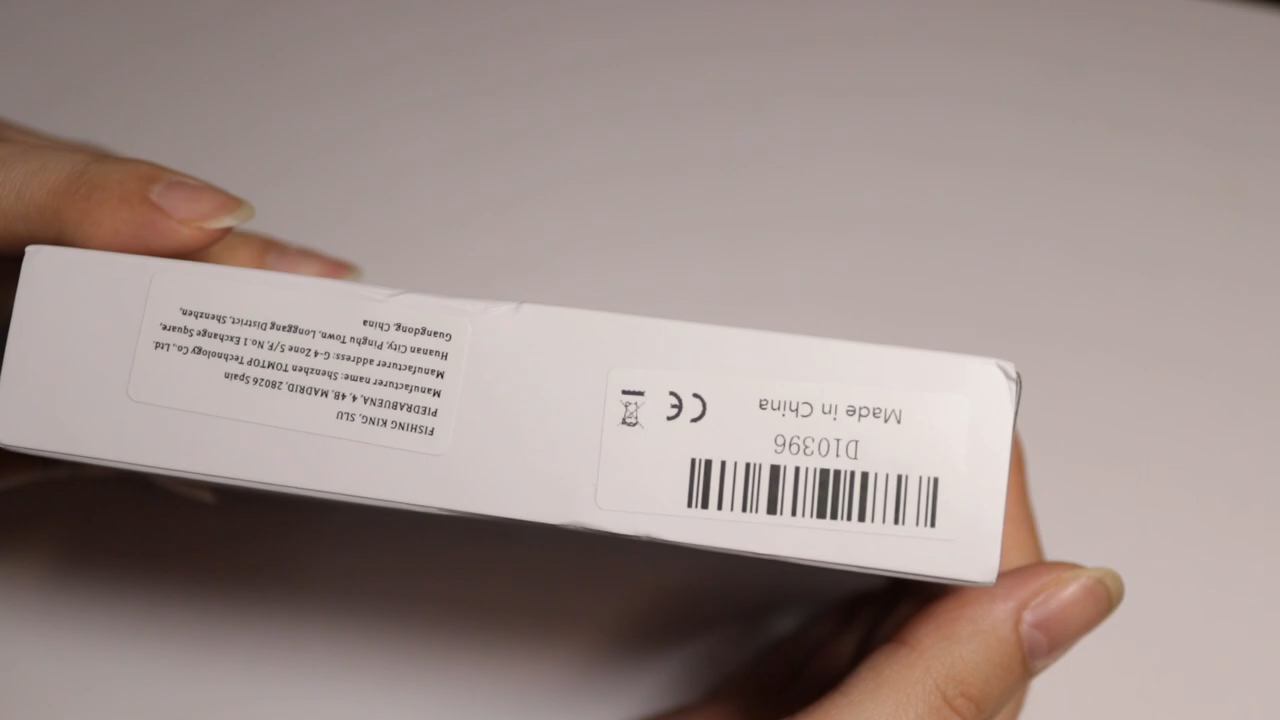 FISHING KING, SLU
PIEDRABUENA, 4, 4B, MADRID, 28026 Spain
Manufacturer name: Shenzhen TOMTOP Technology Co., Ltd.
Manufacturer address: G-4 Zone 5/F, No.1 Exchange Square,
Huanan City, Pinghu Town, Longgang District, Shenzhen,
Guangdong, China
D10396
Made in China
CE